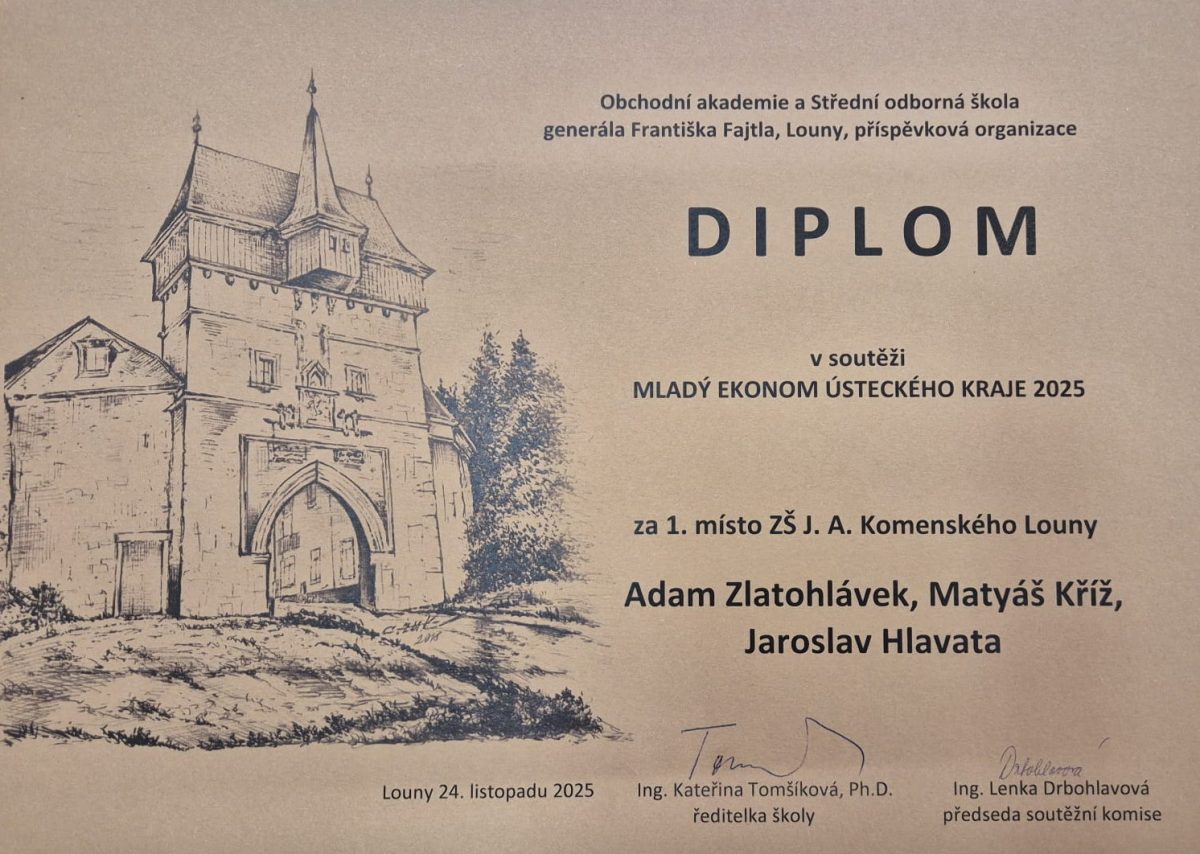 Obchodní akademie a Střední odborná škola
generála Františka Fajtla, Louny, příspěvková organizace
DIPLOM
v soutěži
MLADÝ EKONOM ÚSTECKÉHO KRAJE 2025
za 1. místo ZŠ J. A. Komenského Louny
Adam Zlatohlávek, Matyáš Kříž,
Jaroslav Hlavata
Louny 24. listopadu 2025
Ing. Kateřina Tomšíková, Ph.D.
ředitelka školy
Drbohlavová
Ing. Lenka Drbohlavová
předseda soutěžní komise